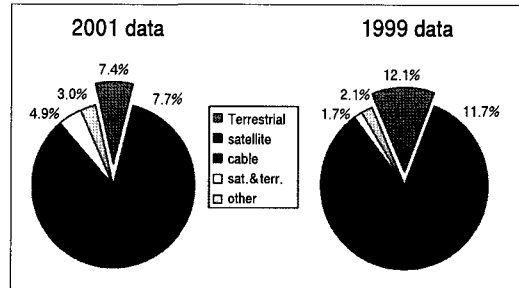 2001 data
1999 data
7.4%
3.0%
4.9%
7.7%
12.1%
2.1%
1.7%
11.7%
Terrestrial
satellite
cable
sat.&terr.
other